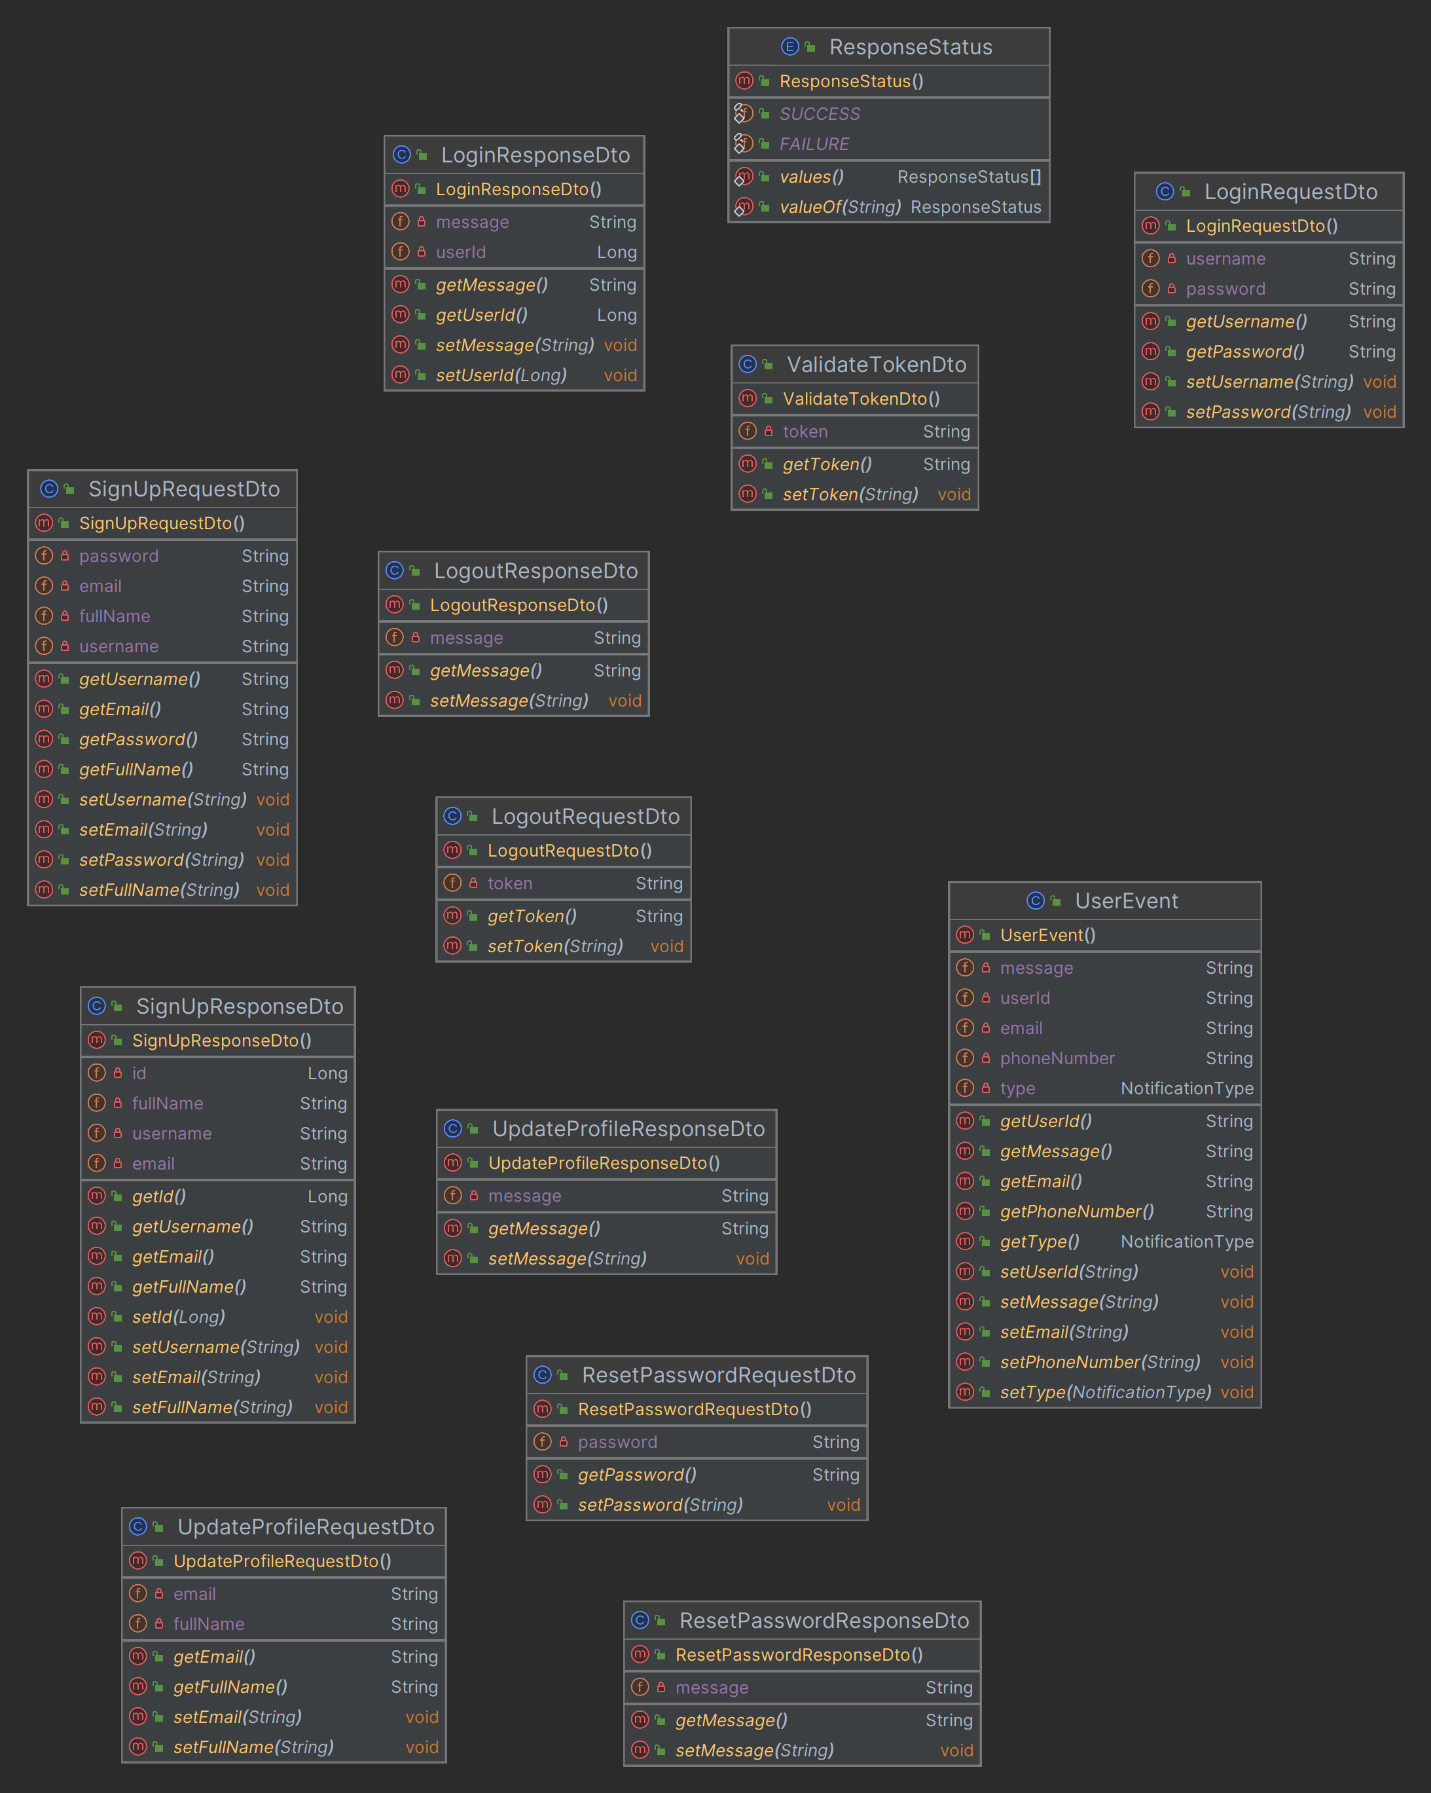 ResponseStatus
ResponseStatus()
SUCCESS
FAILURE
values() ResponseStatus[]
valueOf(String) ResponseStatus
LoginResponseDto
LoginResponseDto()
message String
userId Long
getMessage() String
getUserId() Long
setMessage(String) void
setUserId(Long) void
LoginRequestDto
LoginRequestDto()
username String
password String
getUsername() String
getPassword() String
setUsername(String) void
setPassword(String) void
ValidateTokenDto
ValidateTokenDto()
token String
getToken() String
setToken(String) void
SignUpRequestDto
SignUpRequestDto()
password String
email String
fullName String
username String
getUsername() String
getEmail() String
getPassword() String
getFullName() String
setUsername(String) void
setEmail(String) void
setPassword(String) void
setFullName(String) void
LogoutResponseDto
LogoutResponseDto()
message String
getMessage() String
setMessage(String) void
LogoutRequestDto
LogoutRequestDto()
token String
getToken() String
setToken(String) void
UserEvent
UserEvent()
message String
userId String
email String
phoneNumber String
type NotificationType
getUserId() String
getMessage() String
getEmail() String
getPhoneNumber() String
getType() NotificationType
setUserId(String) void
setMessage(String) void
setEmail(String) void
setPhoneNumber(String) void
setType(NotificationType) void
SignUpResponseDto
SignUpResponseDto()
id Long
fullName String
username String
email String
getId() Long
getUsername() String
getEmail() String
getFullName() String
setId(Long) void
setUsername(String) void
setEmail(String) void
setFullName(String) void
UpdateProfileResponseDto
UpdateProfileResponseDto()
message String
getMessage() String
setMessage(String) void
ResetPasswordRequestDto
ResetPasswordRequestDto()
password String
getPassword() String
setPassword(String) void
UpdateProfileRequestDto
UpdateProfileRequestDto()
email String
fullName String
getEmail() String
getFullName() String
setEmail(String) void
setFullName(String) void
ResetPasswordResponseDto
ResetPasswordResponseDto()
message String
getMessage() String
setMessage(String) void